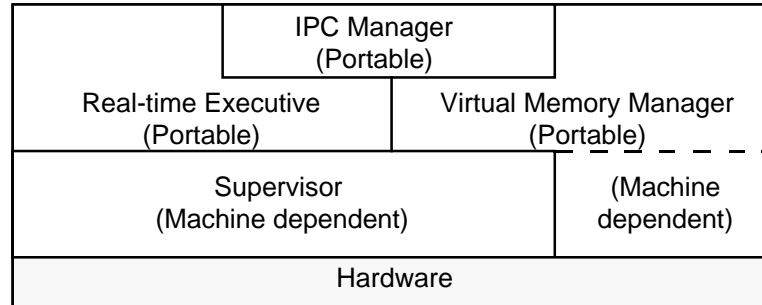 IPC Manager
(Portable)
Real-time Executive
(Portable)
Virtual Memory Manager
(Portable)
Supervisor
(Machine dependent)
(Machine
dependent)
Hardware